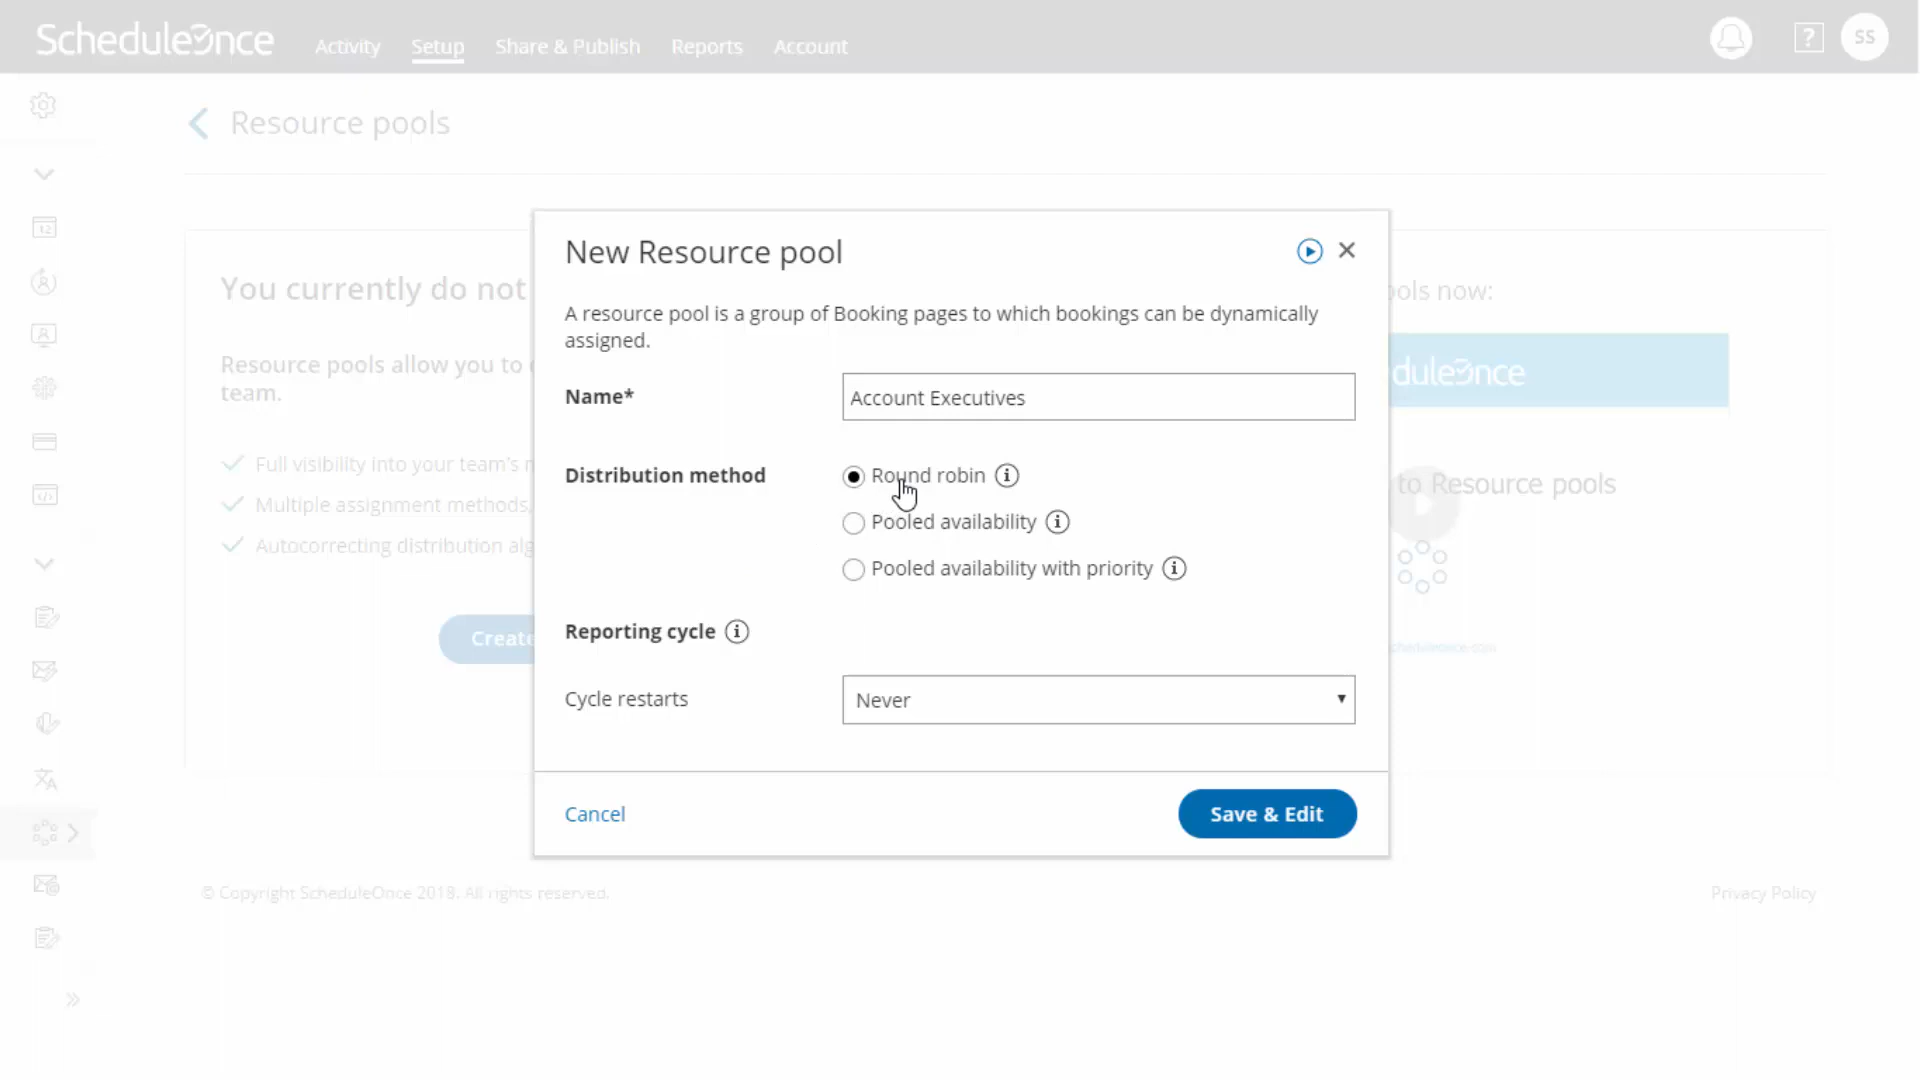 ScheduleOnce
Activity Setup Share & Publish Reports Account
? SS
Resource pools
12
You currently do not
ools now:
Resource pools allow you to
team.
duleOnce
Full visibility into your team's
Multiple assignment methods,
Autocorrecting distribution alg
to Resource pools
Create
New Resource pool
A resource pool is a group of Booking pages to which bookings can be dynamically
assigned.
Name* Account Executives
Distribution method Round robin
Pooled availability
Pooled availability with priority
Reporting cycle
Cycle restarts Never
Cancel Save & Edit
© Copyright ScheduleOnce 2018. All rights reserved. Privacy Policy